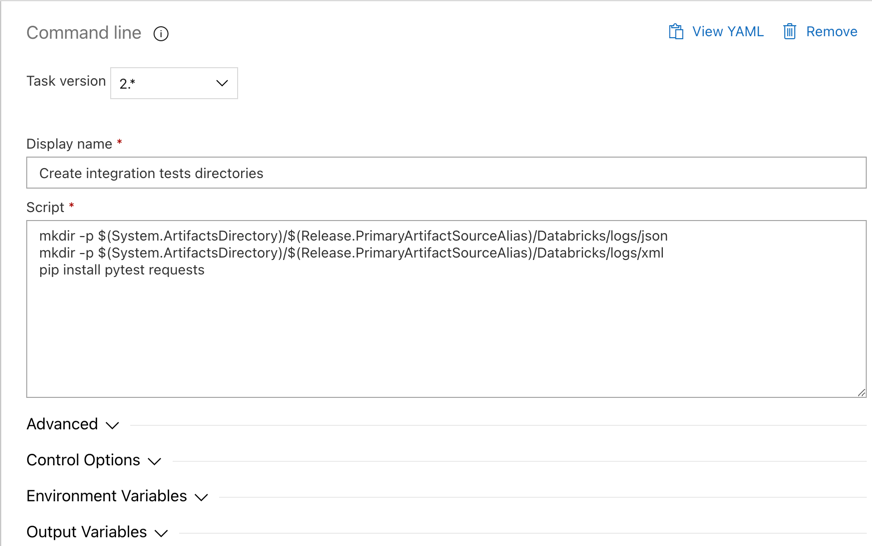 Command line
View YAML
Remove
Task version 2.*
Display name *
Create integration tests directories
Script *
mkdir -p $(System.ArtifactsDirectory)/$(Release.PrimaryArtifactSourceAlias)/Databricks/logs/json
mkdir -p $(System.ArtifactsDirectory)/$(Release.PrimaryArtifactSourceAlias)/Databricks/logs/xml
pip install pytest requests
Advanced
Control Options
Environment Variables
Output Variables